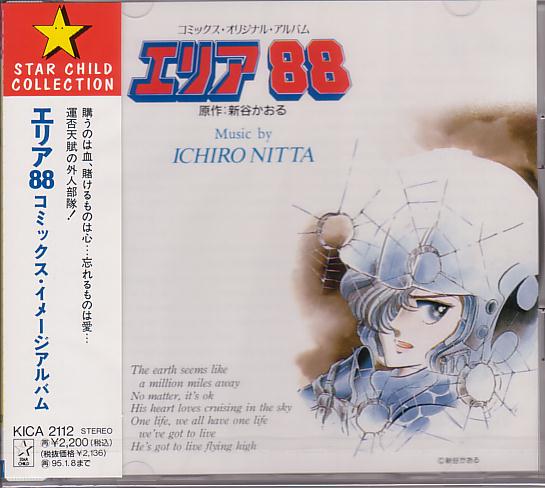 STAR CHILD
COLLECTION
購うのは血、賭けるものは心…忘れるものは愛…
運否天賦の外人部隊!
エリア88 コミックス・イメージアルバム
KICA 2112 STEREO
再¥2,200(税込)
(税抜価格¥2,136)
再95.1.8まで
STAR
CHILD
コミックス・オリジナル・アルバム
エリア88
原作:新谷かおる
Music by
ICHIRO NITTA
The earth seems like
a million miles away
No matter, it's ok
His heart loves cruising in the sky
One life, we all have one life
we've got to live
He's got to live flying high
©新谷かおる